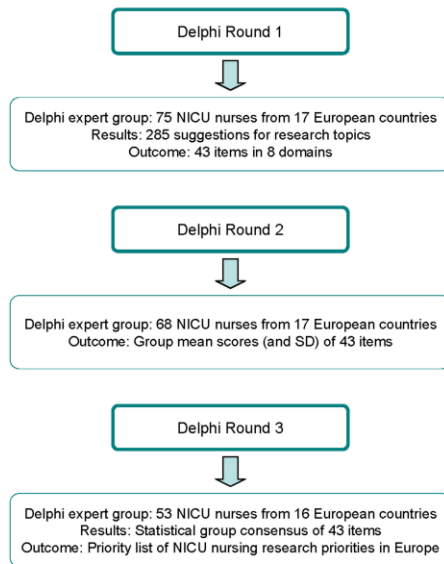 Delphi Round 1
Delphi expert group: 75 NICU nurses from 17 European countries
Results: 285 suggestions for research topics
Outcome: 43 items in 8 domains
Delphi Round 2
Delphi expert group: 68 NICU nurses from 17 European countries
Outcome: Group mean scores (and SD) of 43 items
Delphi Round 3
Delphi expert group: 53 NICU nurses from 16 European countries
Results: Statistical group consensus of 43 items
Outcome: Priority list of NICU nursing research priorities in Europe